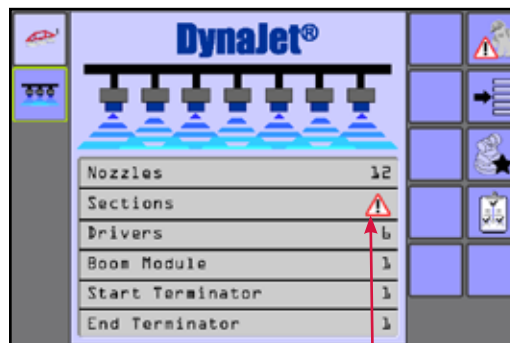 DynaJet®
Nozzles 12
Sections
Drivers 6
Boom Module 1
Start Terminator 1
End Terminator 1